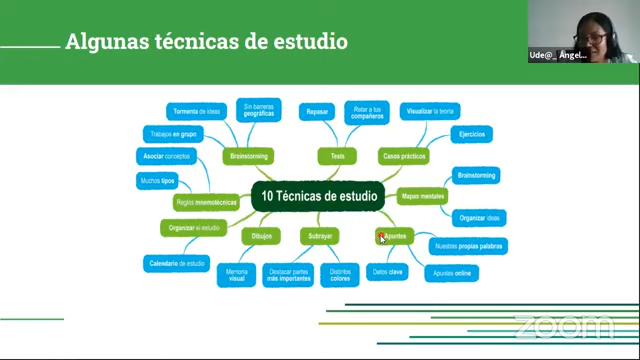 Algunas técnicas de estudio
Ude@_ Ángel...
Tormenta de ideas
Sin barreras
geográficas
Repasar
Retar a tus
compañeros
Visualizar la teoría
Trabajos en grupo
Ejercicios
Asociar conceptos
Brainstorming
Tests
Casos prácticos
Muchos tipos
Brainstorming
Reglas mnemotécnicas
10 Técnicas de estudio
Mapas mentales
Organizar ideas
Organizar el estudio
Dibujos
Subrayar
Apuntes
Nuestras propias palabras
Calendario de estudio
Memoria
visual
Destacar partes
más importantes
Distintos
colores
Datos clave
Apuntes online
zoom